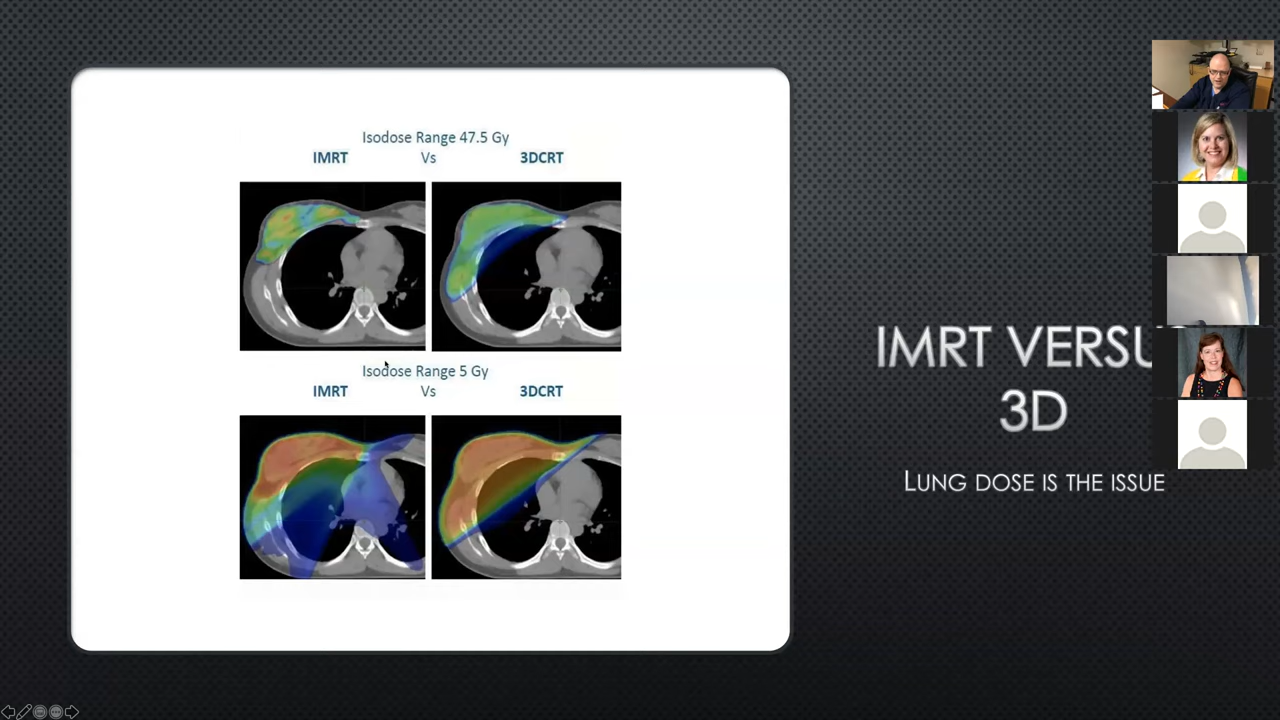 Isodose Range 47.5 Gy
IMRT Vs 3DCRT
Isodose Range 5 Gy
IMRT Vs 3DCRT
IMRT VERSU
3D
LUNG DOSE IS THE ISSUE